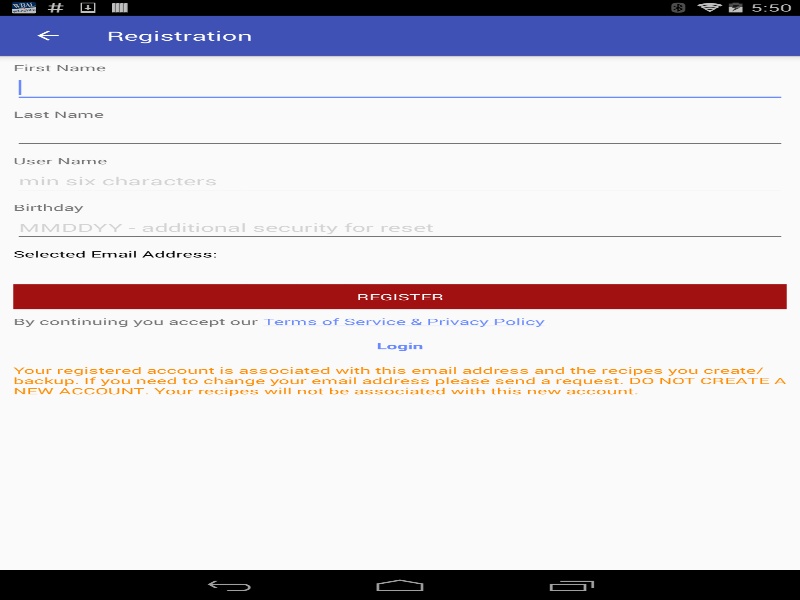 5:50
Registration
First Name
Last Name
User Name
min six characters
Birthday
MMDDYY - additional security for reset
Selected Email Address:
REGISTER
By continuing you accept our Terms of Service & Privacy Policy
Login
Your registered account is associated with this email address and the recipes you create/
backup. If you need to change your email address please send a request. DO NOT CREATE A
NEW ACCOUNT. Your recipes will not be associated with this new account.